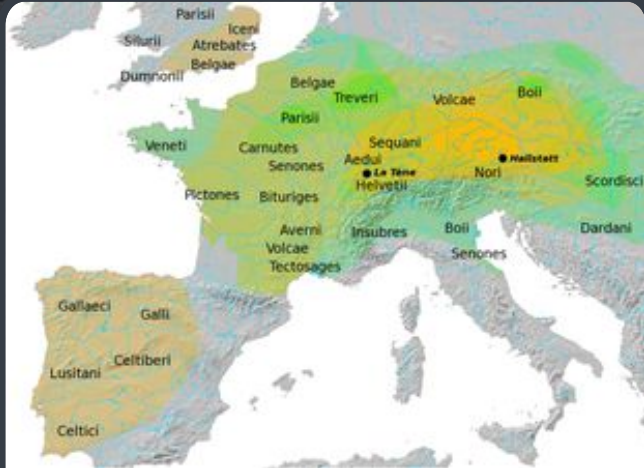 Parisii
Iceni
Silurii
Atrebates
Belgae
Dumnonii
Belgae
Treveri
Volcae
Boii
Parisii
Veneti
Carnutes
Sequani
Senones
Aedui
Hallstatt
La Tène
Nori
Helvetii
Scordisci
Pictones
Bituriges
Averni
Insubres
Boii
Dardani
Volcae
Tectosages
Senones
Gallaeci
Galli
Celtiberi
Lusitani
Celtici